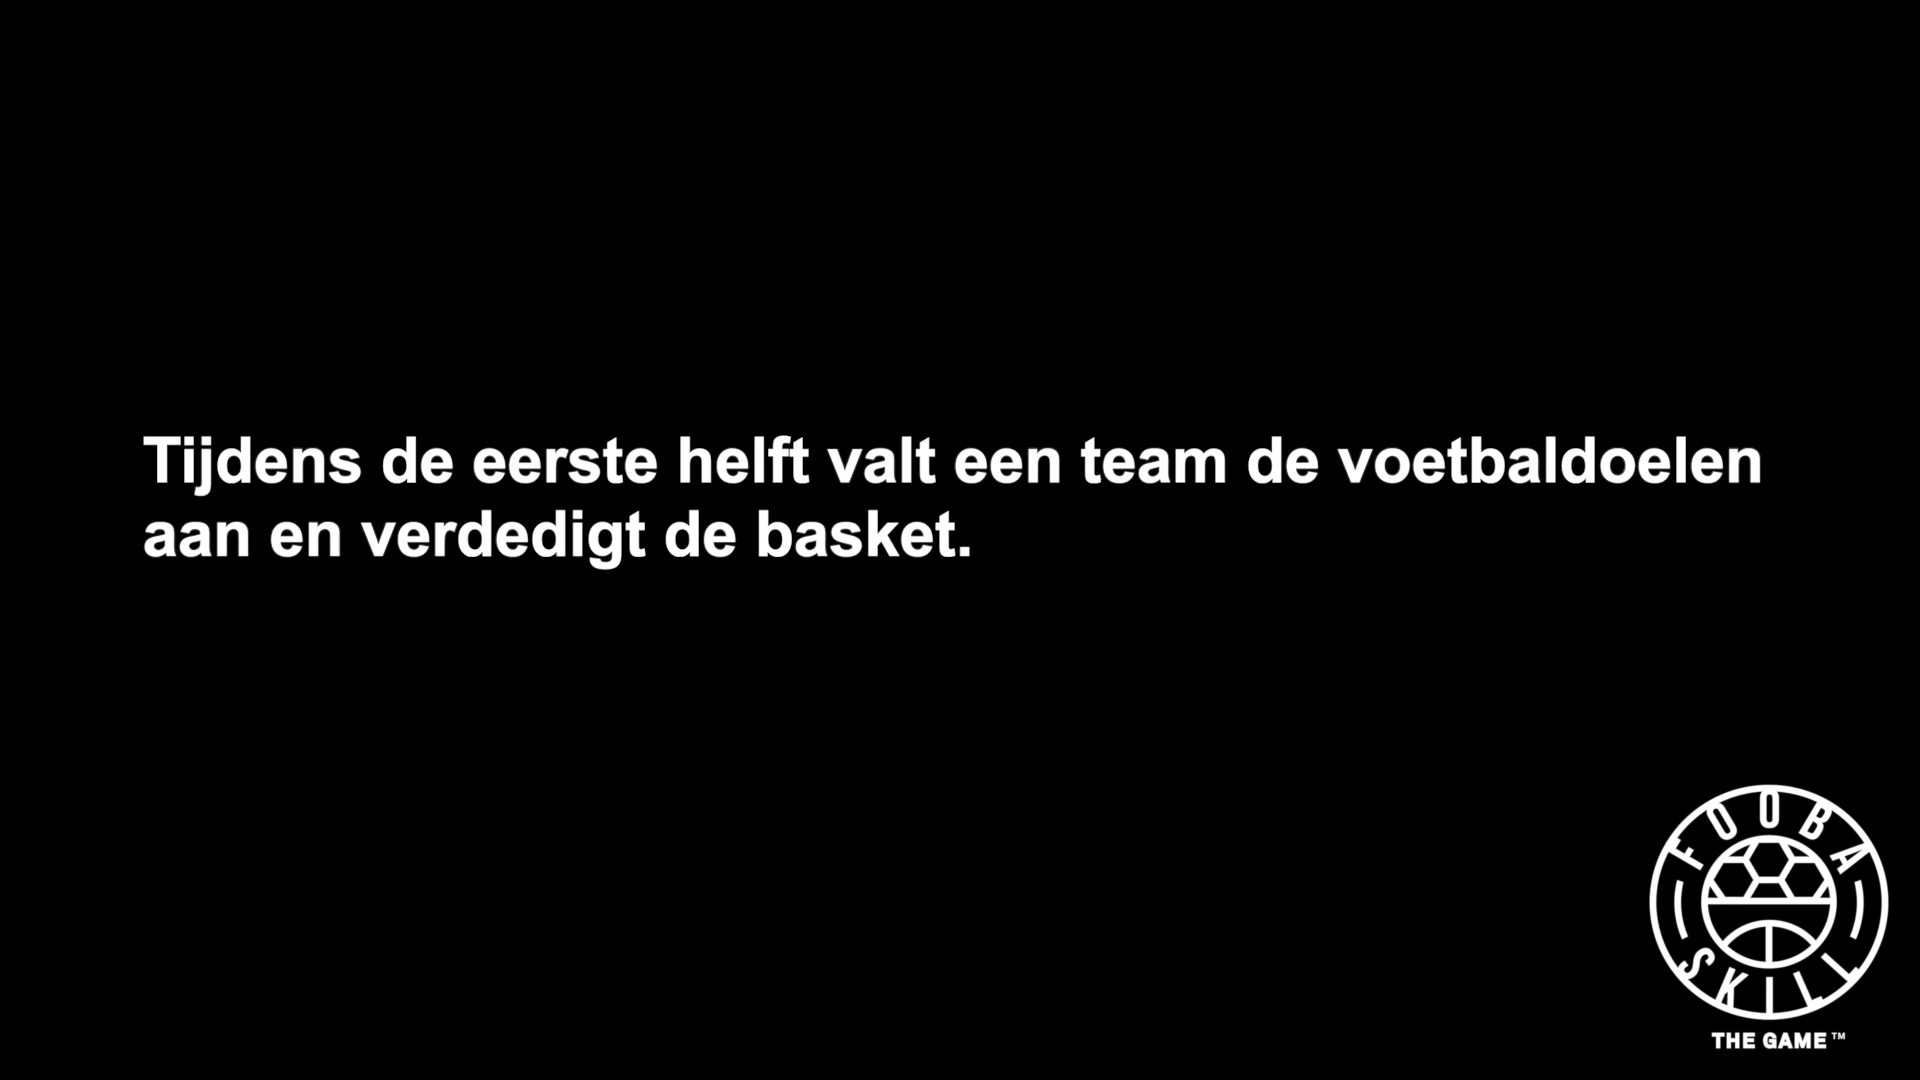 Tijdens de eerste helft valt een team de voetbaldoelen
aan en verdedigt de basket.
FOOBA
SKILL
THE GAME™